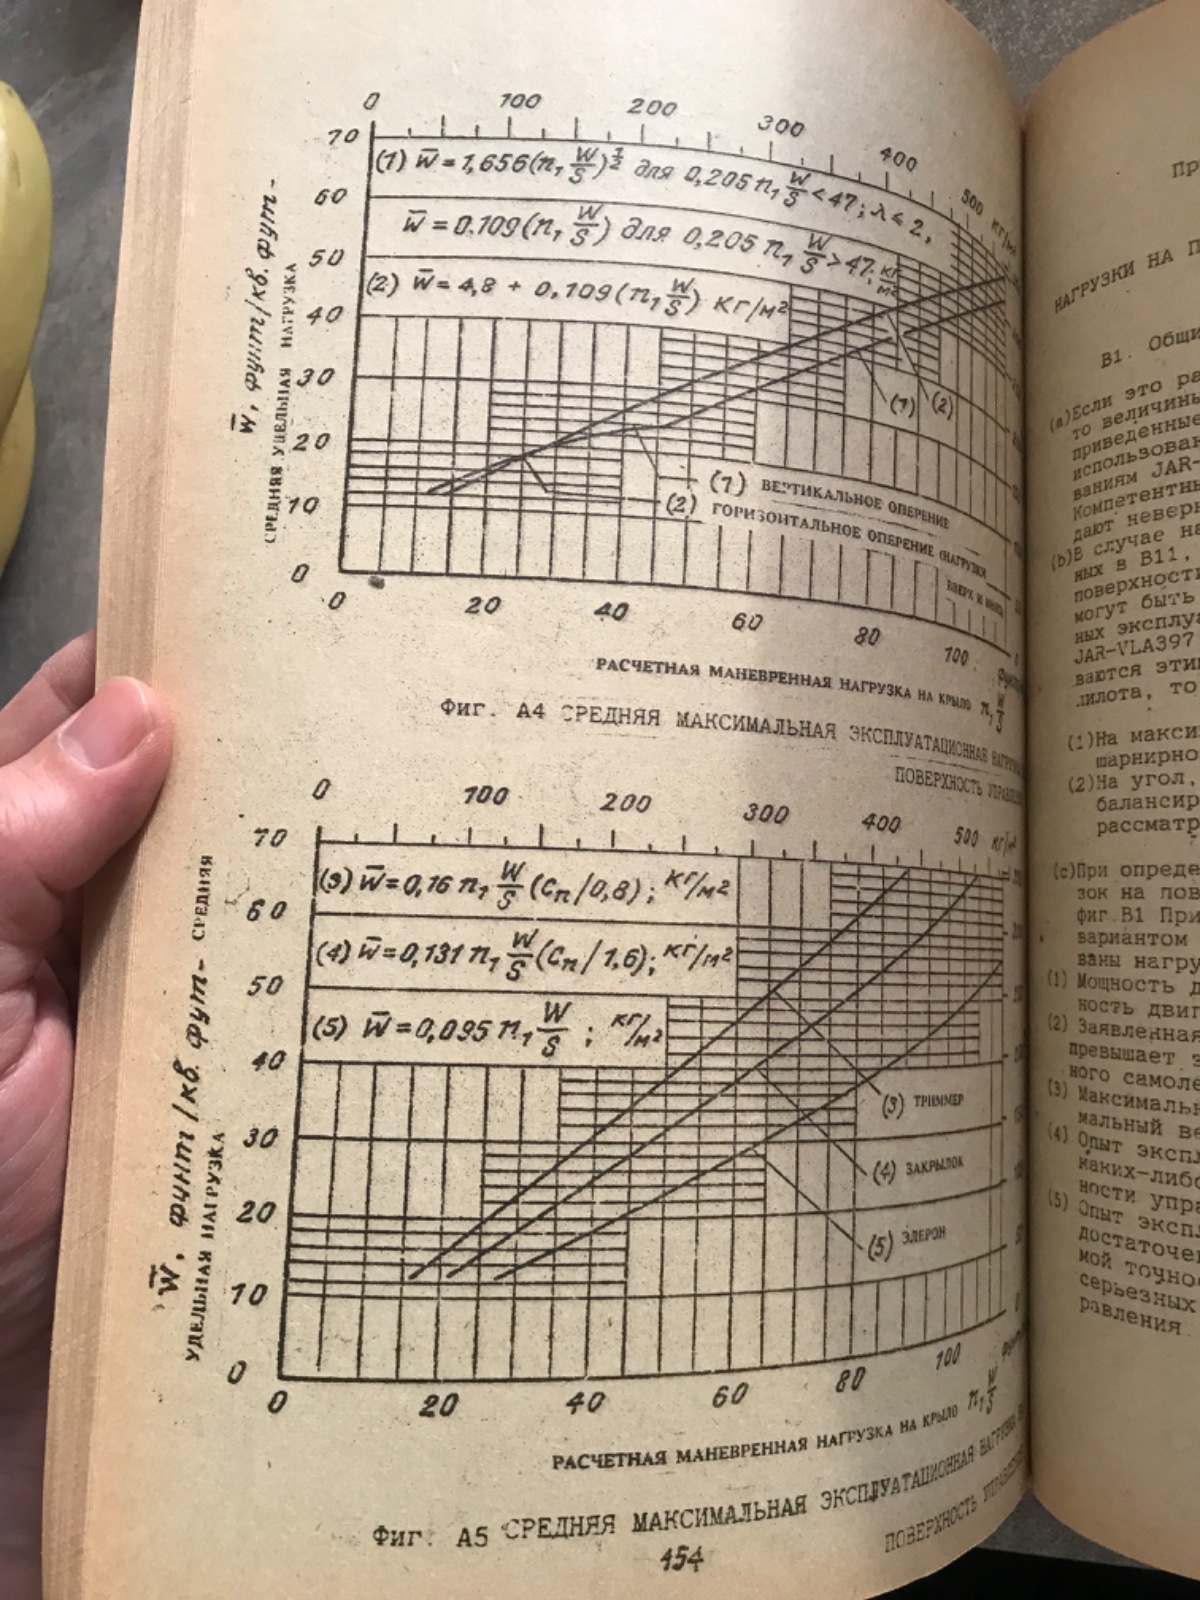 0 100 200 300 400 500 кг/м²
70
(1) w̄=1,656(n₁ W/S)^½ для 0,205 n₁ W/S < 47; λ < 2,
60
w̄=0.109(n₁ W/S) для 0,205 n₁ W/S > 47; кг/м²
50
(2) w̄=4,8 + 0,109(n₁ W/S) КГ/м²
40
30
20
10
0
w̄, фунт/кв. фут-
СРЕДНЯЯ УДЕЛЬНАЯ НАГРУЗКА
(1) (2)
(1) ВЕРТИКАЛЬНОЕ ОПЕРЕНИЕ
(2) ГОРИЗОНТАЛЬНОЕ ОПЕРЕНИЕ (НАГРУЗКИ
ВВЕРХ И ВНИЗ)
0 20 40 60 80 100
РАСЧЕТНАЯ МАНЕВРЕННАЯ НАГРУЗКА НА КРЫЛО n₁ W/S
Фиг. А4 СРЕДНЯЯ МАКСИМАЛЬНАЯ ЭКСПЛУАТАЦИОННАЯ НАГРУЗКА
ПОВЕРХНОСТЬ УПРАВЛЕН
0 100 200 300 400 500 кг/м²
70
(3) w̄=0,16 n₁ W/S (Cn/0,8); кг/м²
60
(4) w̄=0,131 n₁ W/S (Cn/1,6); кг/м²
50
(5) w̄=0,095 n₁ W/S ; кг/м²
40
30
20
10
0
w̄, фунт/кв. фут- СРЕДНЯЯ
УДЕЛЬНАЯ НАГРУЗКА
(3) ТРИММЕР
(4) ЗАКРЫЛОК
(5) ЭЛЕРОН
0 20 40 60 80 100
РАСЧЕТНАЯ МАНЕВРЕННАЯ НАГРУЗКА НА КРЫЛО n₁ W/S
Фиг. А5 СРЕДНЯЯ МАКСИМАЛЬНАЯ ЭКСПЛУАТАЦИОННАЯ НАГРУЗКА
ПОВЕРХНОСТЬ УПРАВЛЕН
454
Пр
НАГРУЗКИ НА П
В1. Общи
(а)Если это ра
то величины
приведенные
использова
ваниям JAR-
Компетентн
дают невер
(b)В случае на
ных в В11,
поверхност
могут быть
ных эксплуа
JAR-VLA397
ваются эти
пилота, то
(1)На макси
шарнирно
(2)На угол,
балансир
рассматр
(с)При опреде
зок на пов
фиг.В1 При
вариантом
ваны нагру
(1) Мощность д
ность двиг
(2) Заявленная
превышает э
ного самоле
(3) Максималь
мальный ве
(4) Опыт экспл
каких-либо
ности упра
(5) Опыт экспл
достаточе
мой точно
серьезных
равления